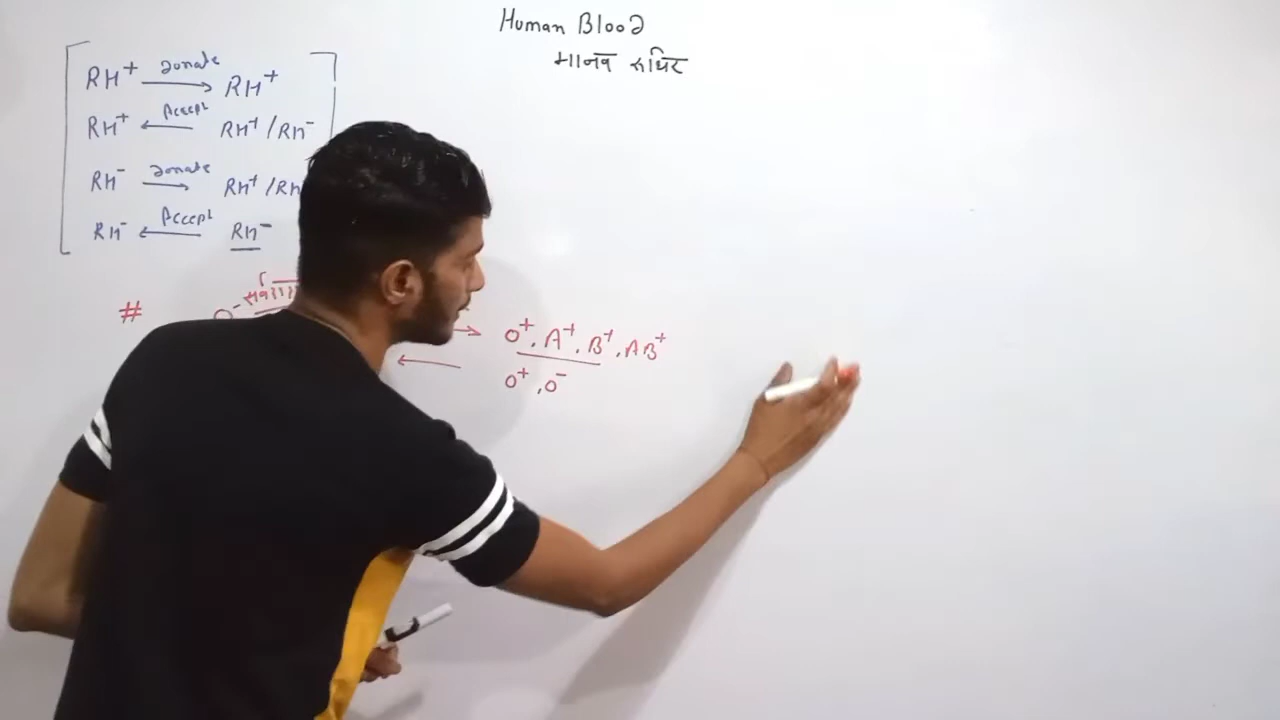 Human Blood
मानव रुधिर
RH+ Donate → RH+
RH+ ← Accept RH+ / RH-
RH- Donate → RH+ / RH
RH- ← Accept RH-
# O- → O+, A+, B+, AB+
← O+, O-